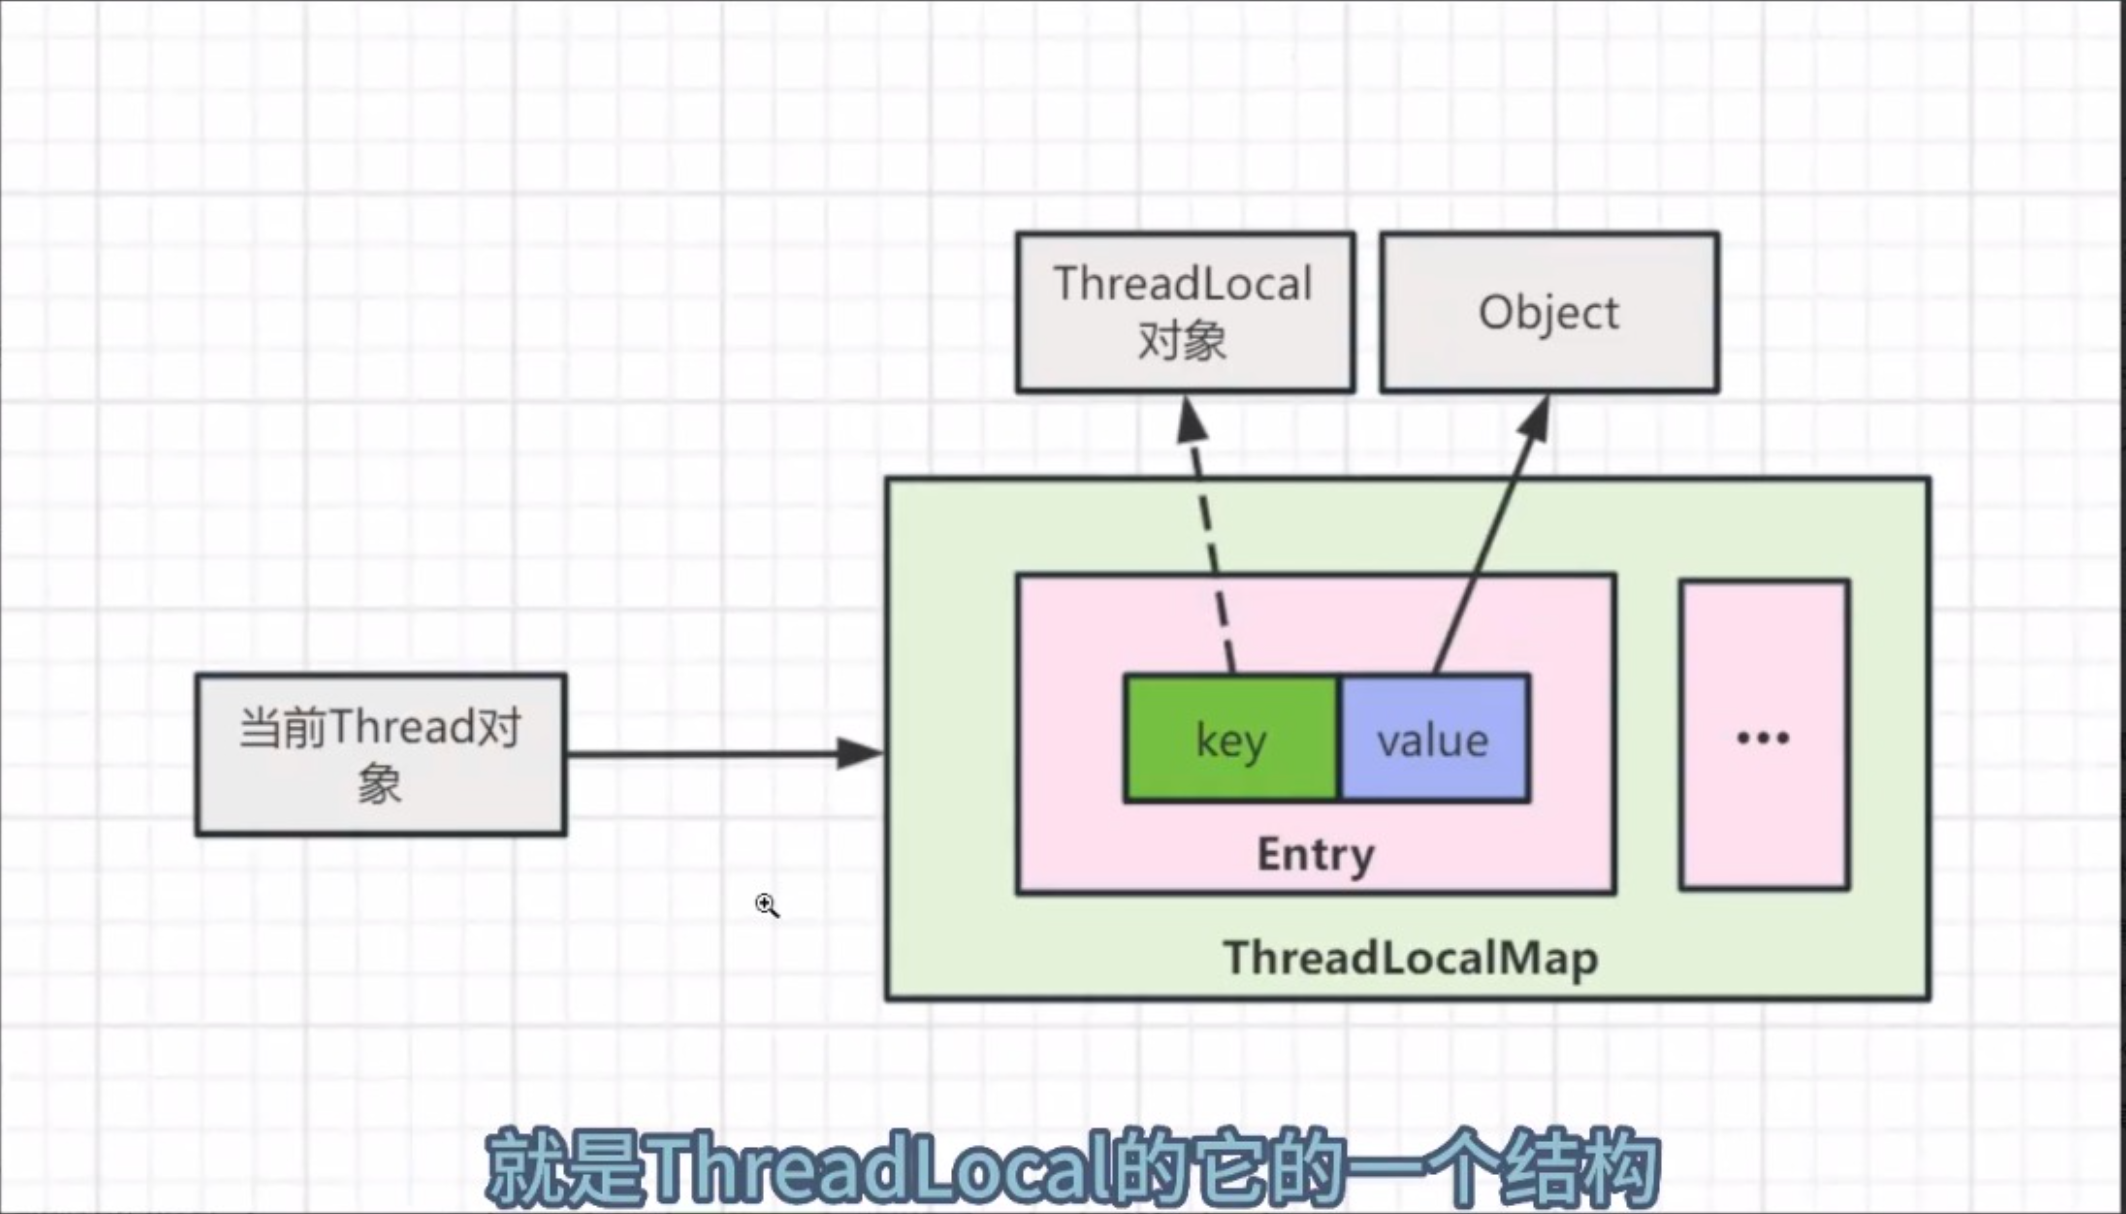 ThreadLocal
对象
Object
当前Thread对
象
key
value
...
Entry
ThreadLocalMap
就是ThreadLocal的它的一个结构